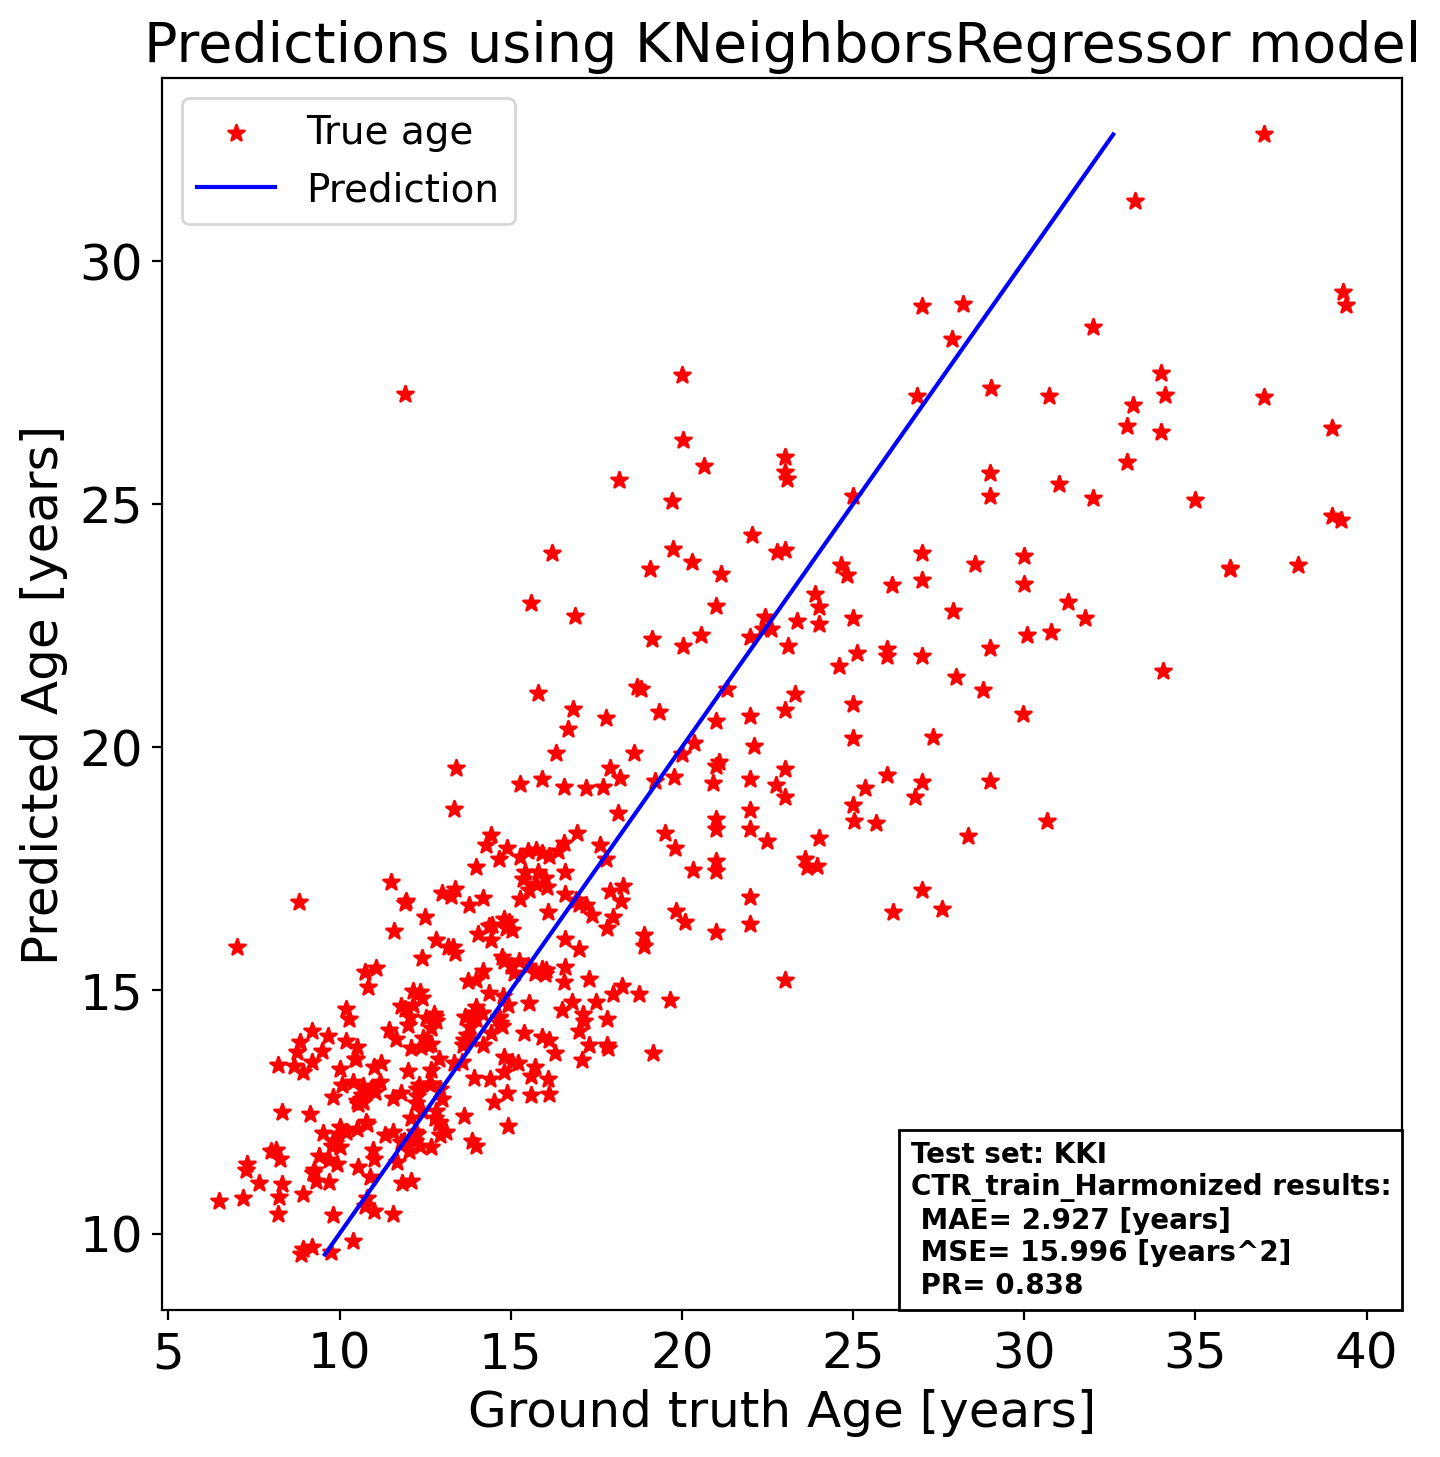 Predictions using KNeighborsRegressor model
True age
Prediction
Predicted Age [years]
30
25
20
15
10
Test set: KKI
CTR_train_Harmonized results:
MAE= 2.927 [years]
MSE= 15.996 [years^2]
PR= 0.838
5 10 15 20 25 30 35 40
Ground truth Age [years]